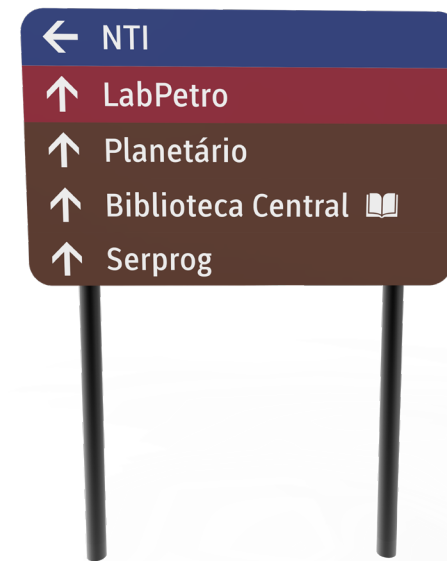 ← NTI
↑ LabPetro
↑ Planetário
↑ Biblioteca Central
↑ Serprog